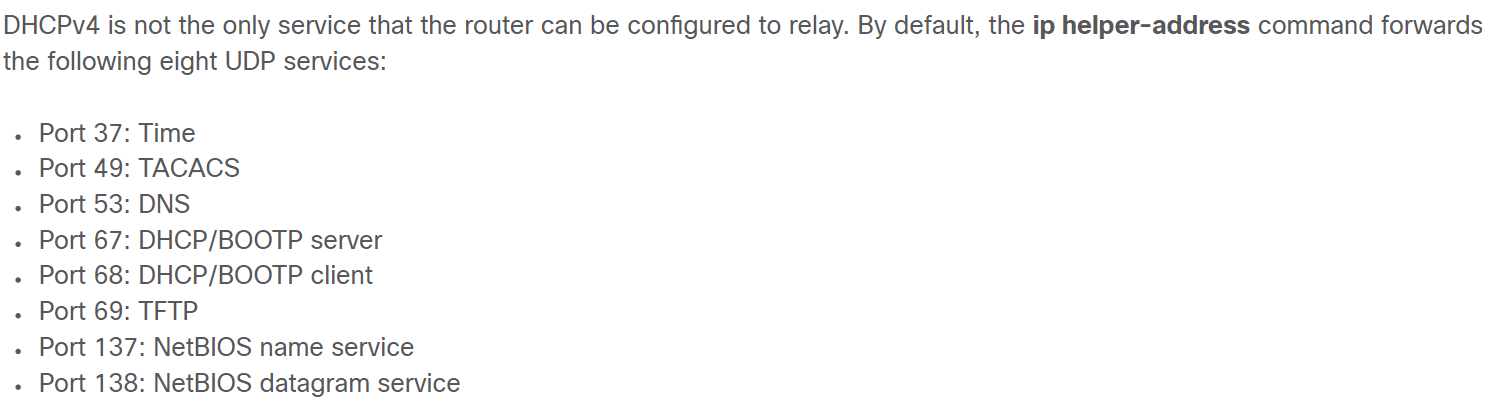 DHCPv4 is not the only service that the router can be configured to relay. By default, the ip helper-address command forwards
the following eight UDP services:
• Port 37: Time
• Port 49: TACACS
• Port 53: DNS
• Port 67: DHCP/BOOTP server
• Port 68: DHCP/BOOTP client
• Port 69: TFTP
• Port 137: NetBIOS name service
• Port 138: NetBIOS datagram service